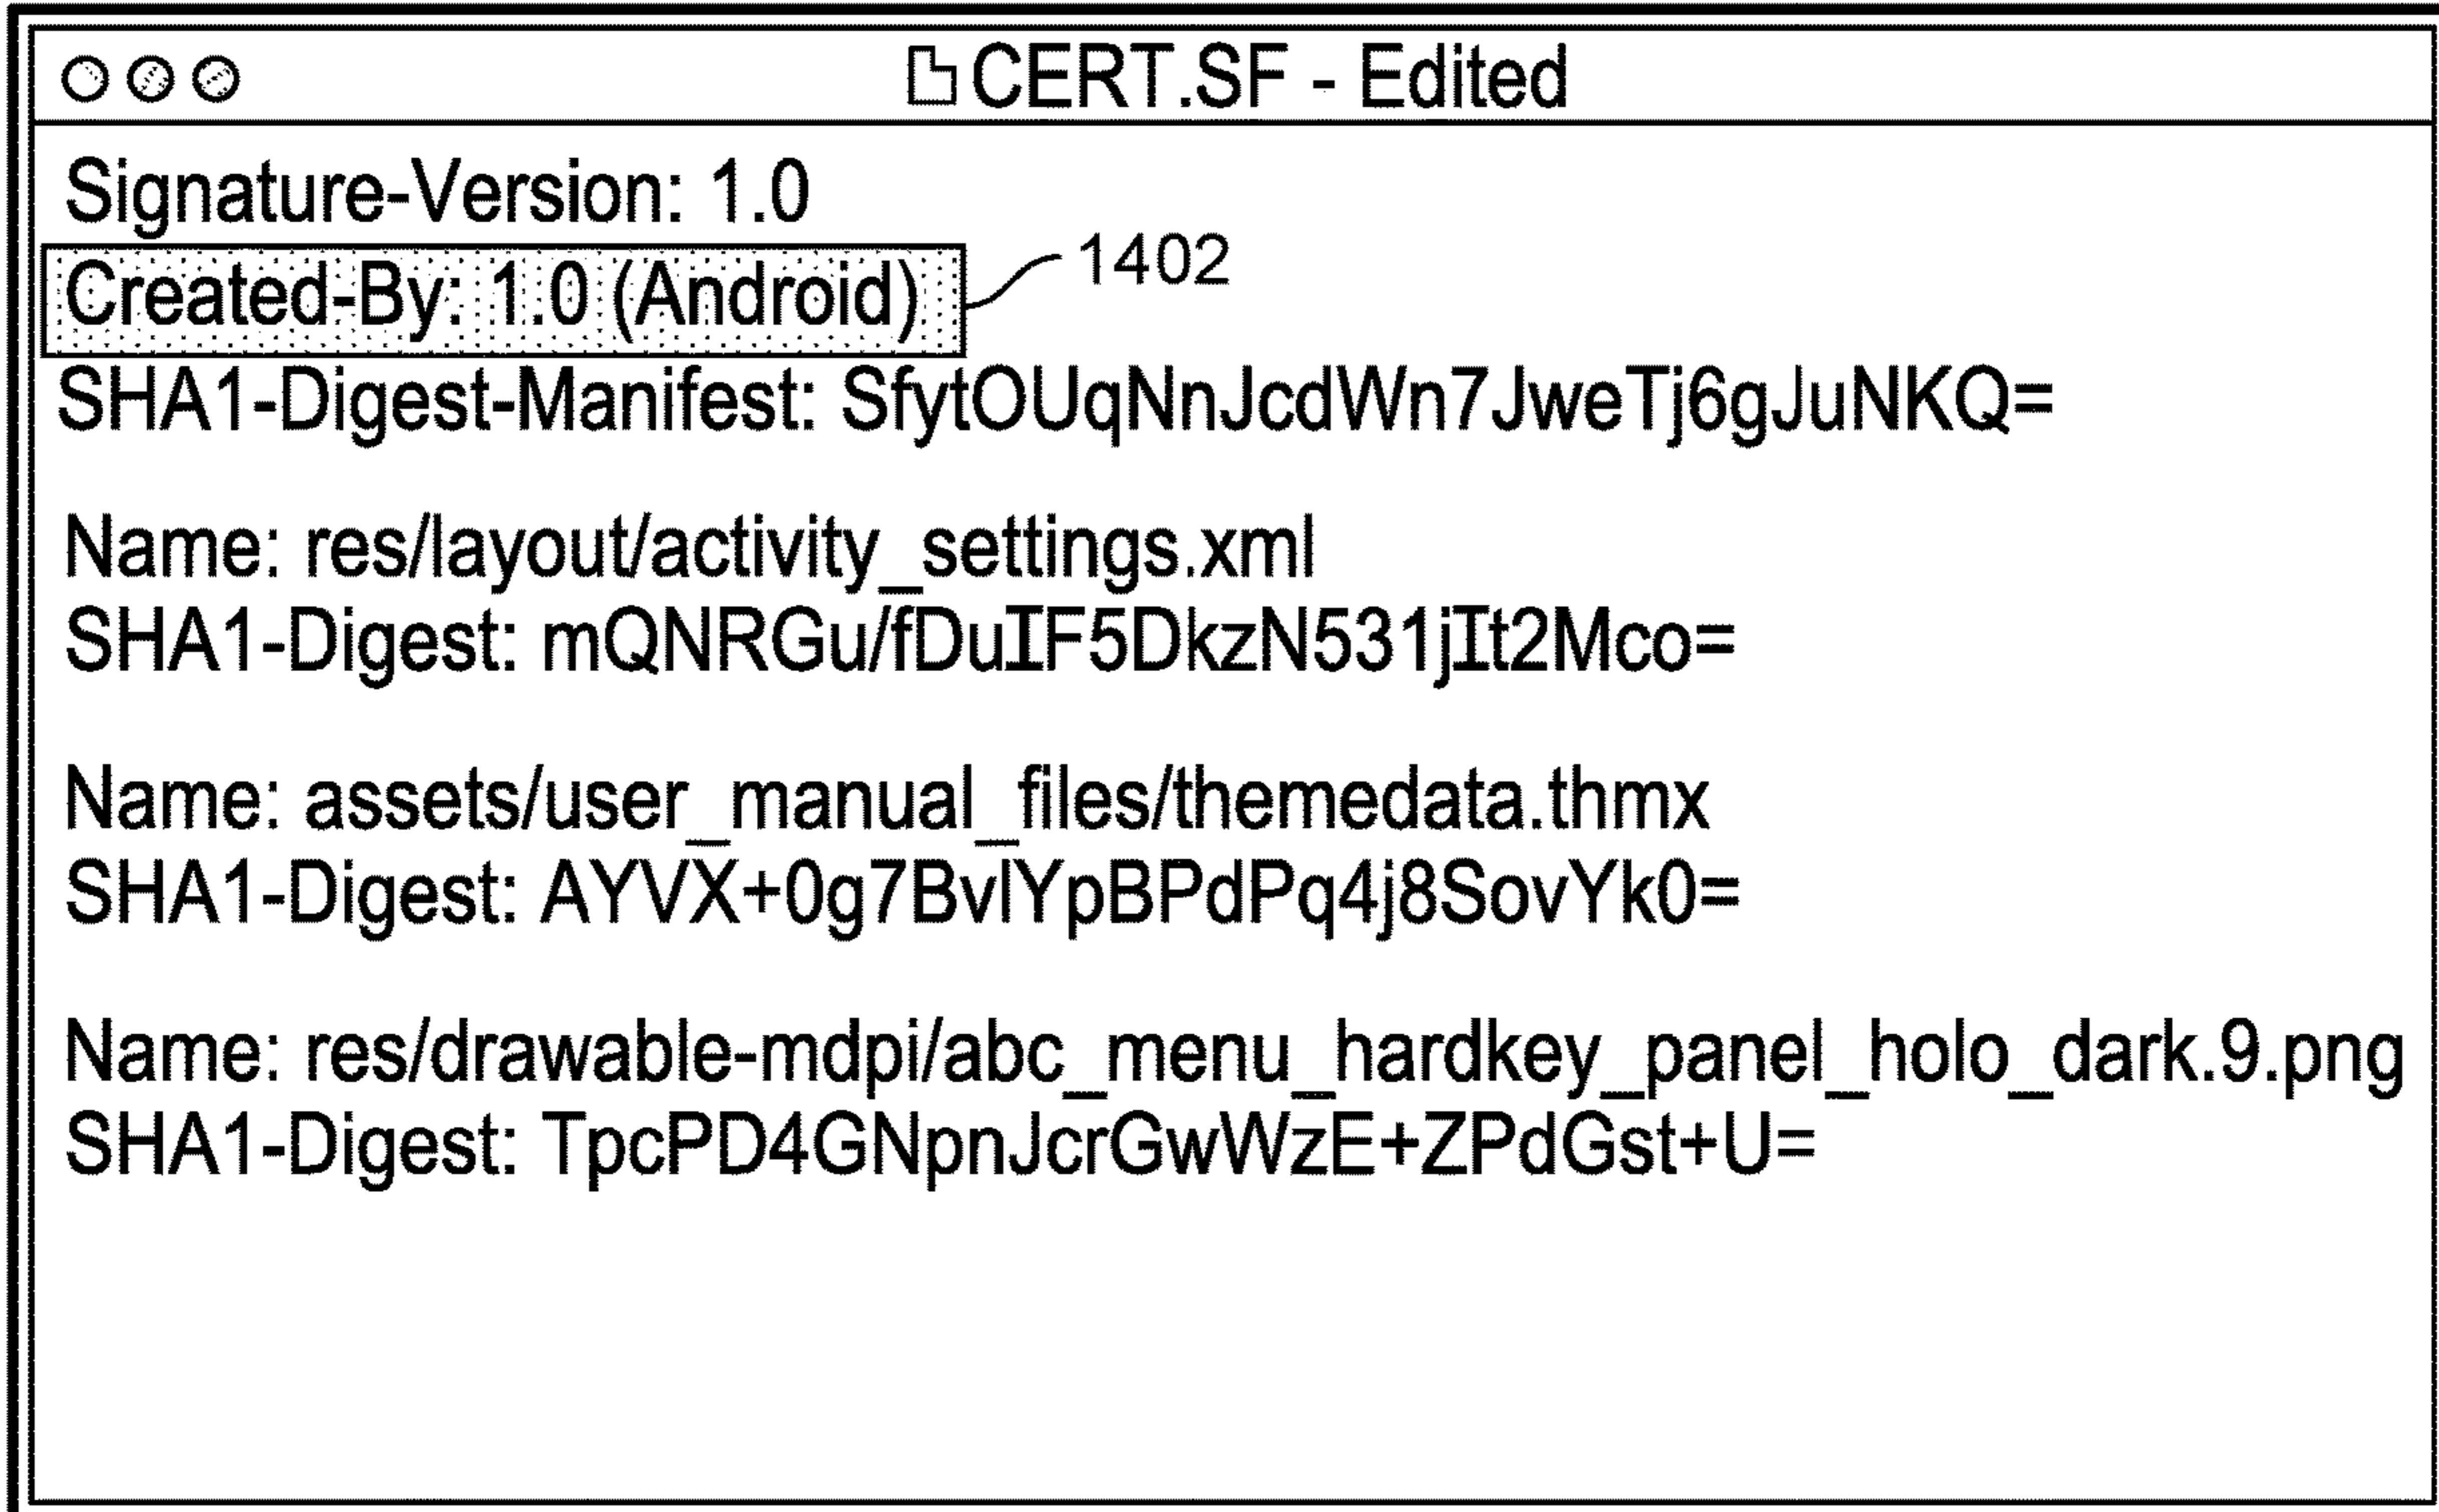 CERT.SF - Edited
Signature-Version: 1.0
Created-By: 1.0 (Android)
1402
SHA1-Digest-Manifest: SfytOUqNnJcdWn7JweTj6gJuNKQ=
Name: res/layout/activity_settings.xml
SHA1-Digest: mQNRGu/fDuIF5DkzN531jIt2Mco=
Name: assets/user_manual_files/themedata.thmx
SHA1-Digest: AYVX+0g7BvlYpBPdPq4j8SovYk0=
Name: res/drawable-mdpi/abc_menu_hardkey_panel_holo_dark.9.png
SHA1-Digest: TpcPD4GNpnJcrGwWzE+ZPdGst+U=